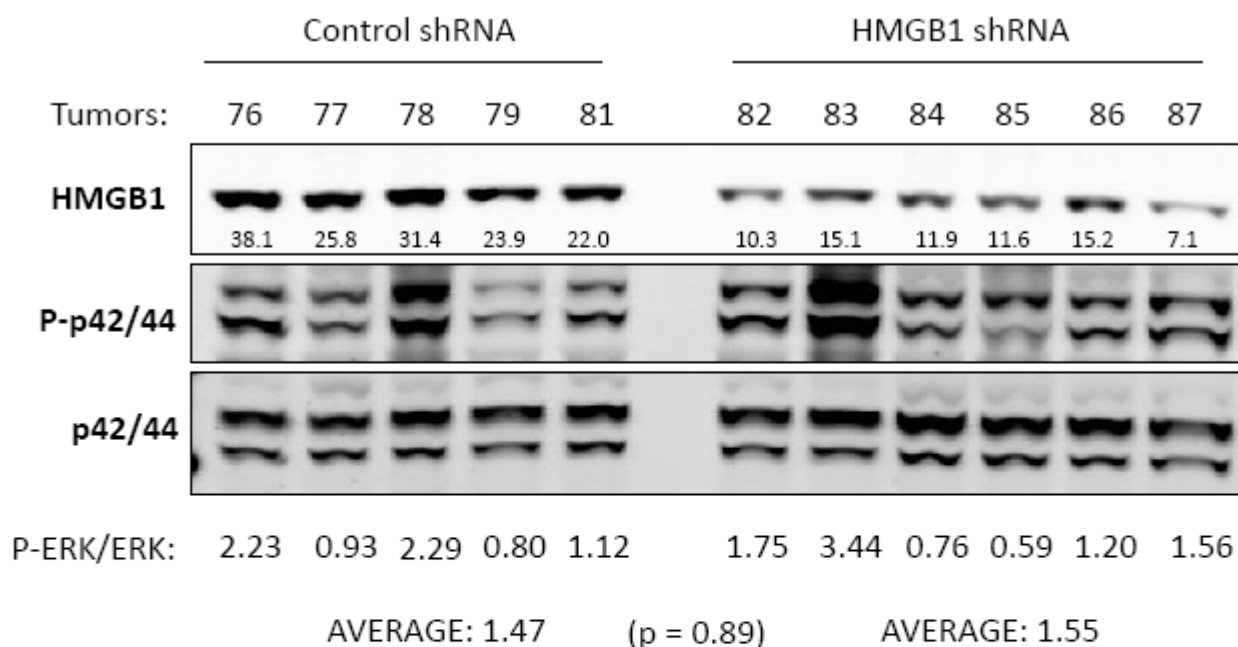 Control shRNA HMGB1 shRNA
Tumors: 76 77 78 79 81 82 83 84 85 86 87
HMGB1
38.1 25.8 31.4 23.9 22.0 10.3 15.1 11.9 11.6 15.2 7.1
P-p42/44
p42/44
P-ERK/ERK: 2.23 0.93 2.29 0.80 1.12 1.75 3.44 0.76 0.59 1.20 1.56
AVERAGE: 1.47 (p = 0.89) AVERAGE: 1.55